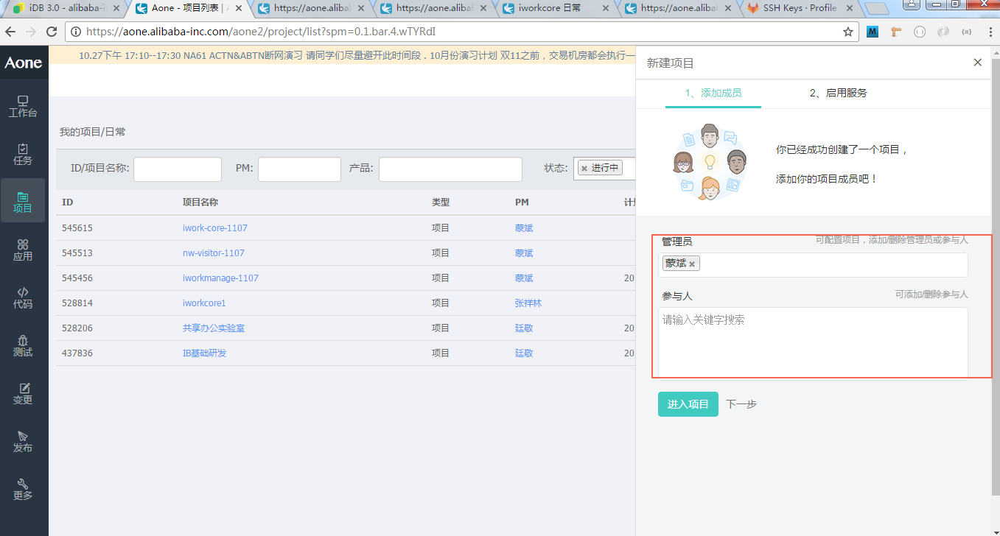 iDB 3.0 - alibaba-i
Aone - 项目列表 |
https://aone.alibal
https://aone.alibal
iworkcore 日常
https://aone.alibal
SSH Keys · Profile
https://aone.alibaba-inc.com/aone2/project/list?spm=0.1.bar.4.wTYRdI
M
Aone
工作台
任务
项目
应用
代码
测试
变更
发布
更多
10.27下午 17:10--17:30 NA61 ACTN&ABTN断网演习 请同学们尽量避开此时间段 . 10月份演习计划 双11之前，交易机房都会执行一
我的项目/日常
ID/项目名称: PM: 产品: 状态: × 进行中
ID 项目名称 类型 PM 计
545615 iwork-core-1107 项目 蒙斌
545513 nw-visitor-1107 项目 蒙斌
545456 iworkmanage-1107 项目 蒙斌 20
528814 iworkcore1 项目 张祥林
528206 共享办公实验室 项目 廷敬 20
437836 IB基础研发 项目 廷敬 20
新建项目 ×
1、添加成员 2、启用服务
你已经成功创建了一个项目，
添加你的项目成员吧！
管理员 可配置项目，添加/删除管理员或参与人
蒙斌 ×
参与人 可添加/删除参与人
请输入关键字搜索
进入项目 下一步